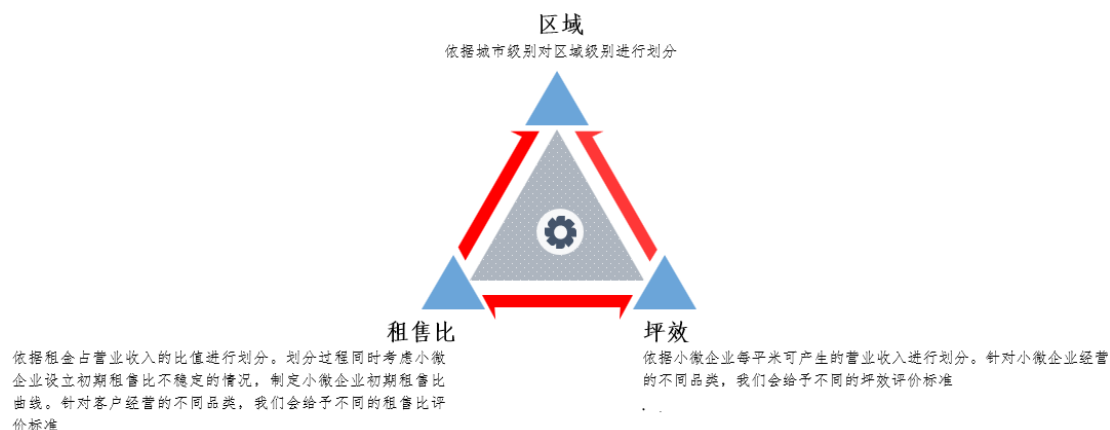 区域
依据城市级别对区域级别进行划分
租售比
依据租金占营业收入的比值进行划分。划分过程同时考虑小微
企业设立初期租售比不稳定的情况，制定小微企业初期租售比
曲线。针对客户经营的不同品类，我们会给予不同的租售比评
价标准
坪效
依据小微企业每平米可产生的营业收入进行划分。针对小微企业经营
的不同品类，我们会给予不同的坪效评价标准